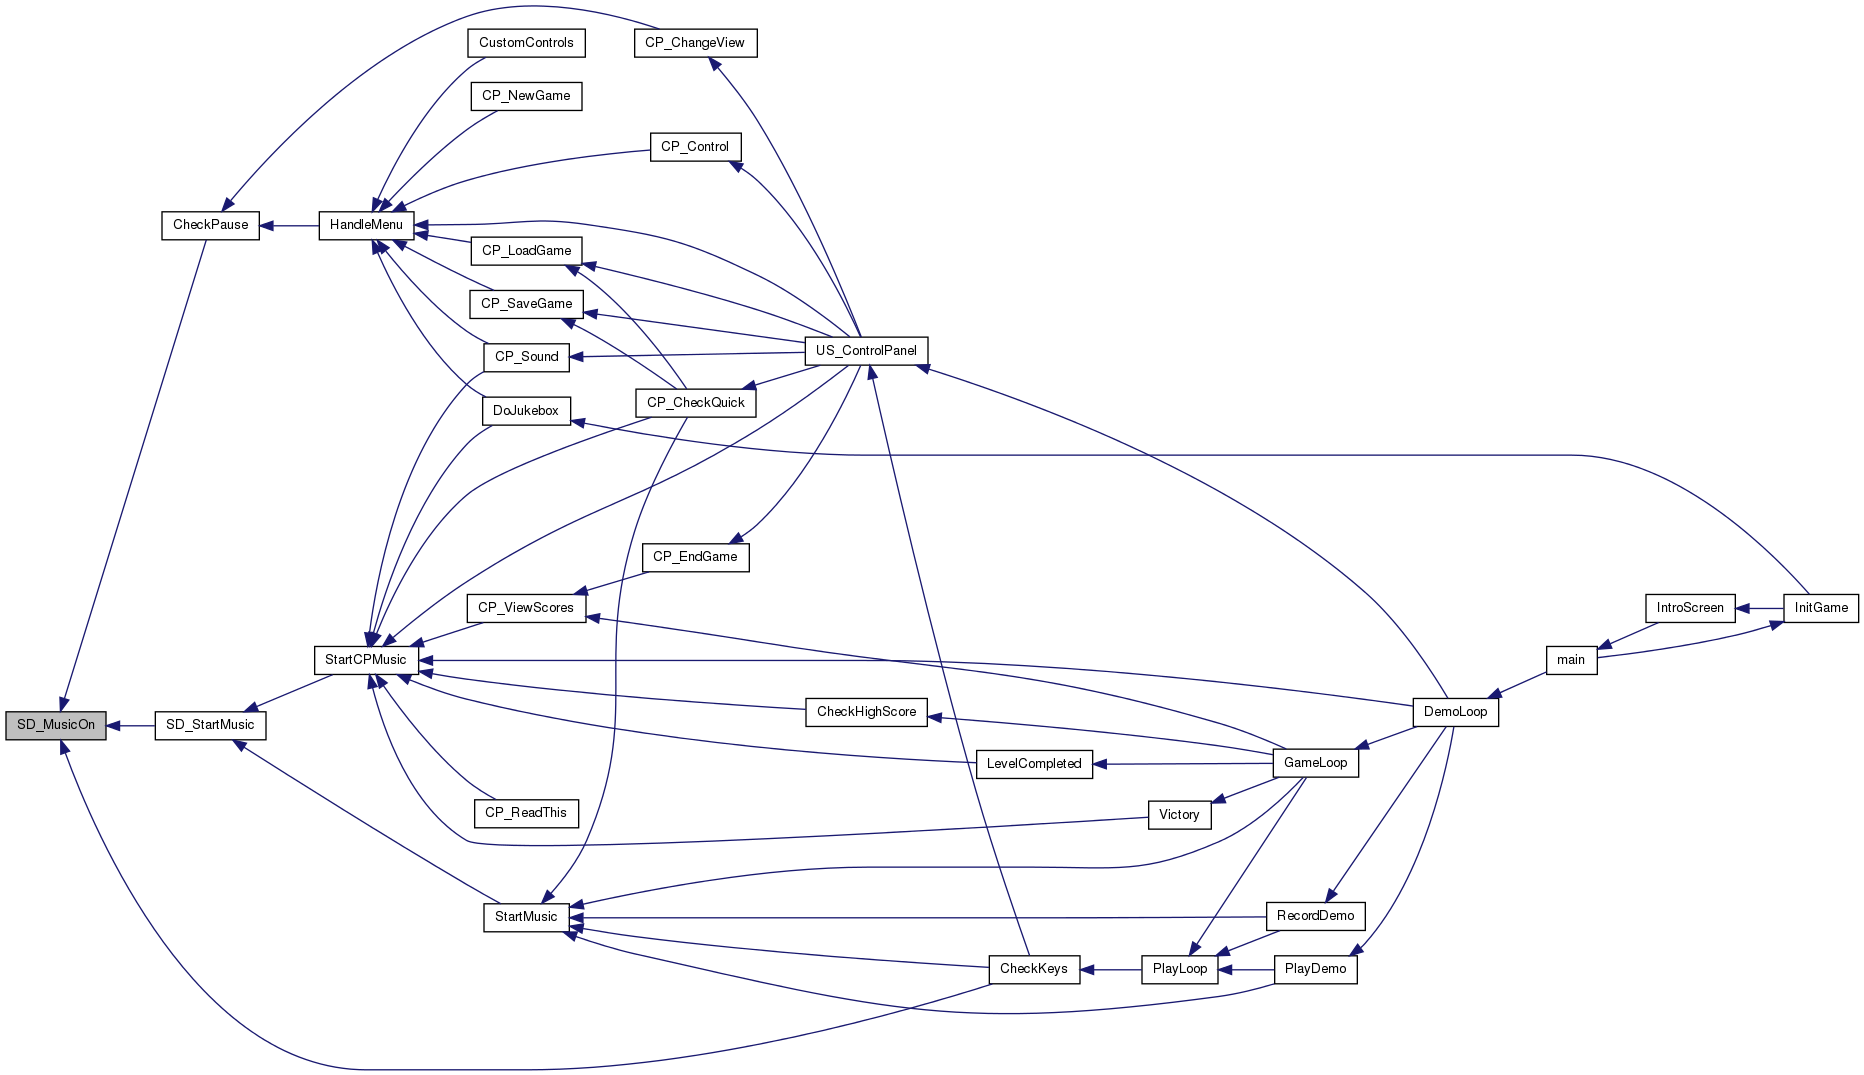 CustomControls
CP_ChangeView
CP_NewGame
CP_Control
CheckPause
HandleMenu
CP_LoadGame
CP_SaveGame
CP_Sound
US_ControlPanel
DoJukebox
CP_CheckQuick
CP_EndGame
CP_ViewScores
IntroScreen
InitGame
StartCPMusic
main
SD_MusicOn
SD_StartMusic
CheckHighScore
DemoLoop
LevelCompleted
GameLoop
CP_ReadThis
Victory
StartMusic
RecordDemo
CheckKeys
PlayLoop
PlayDemo